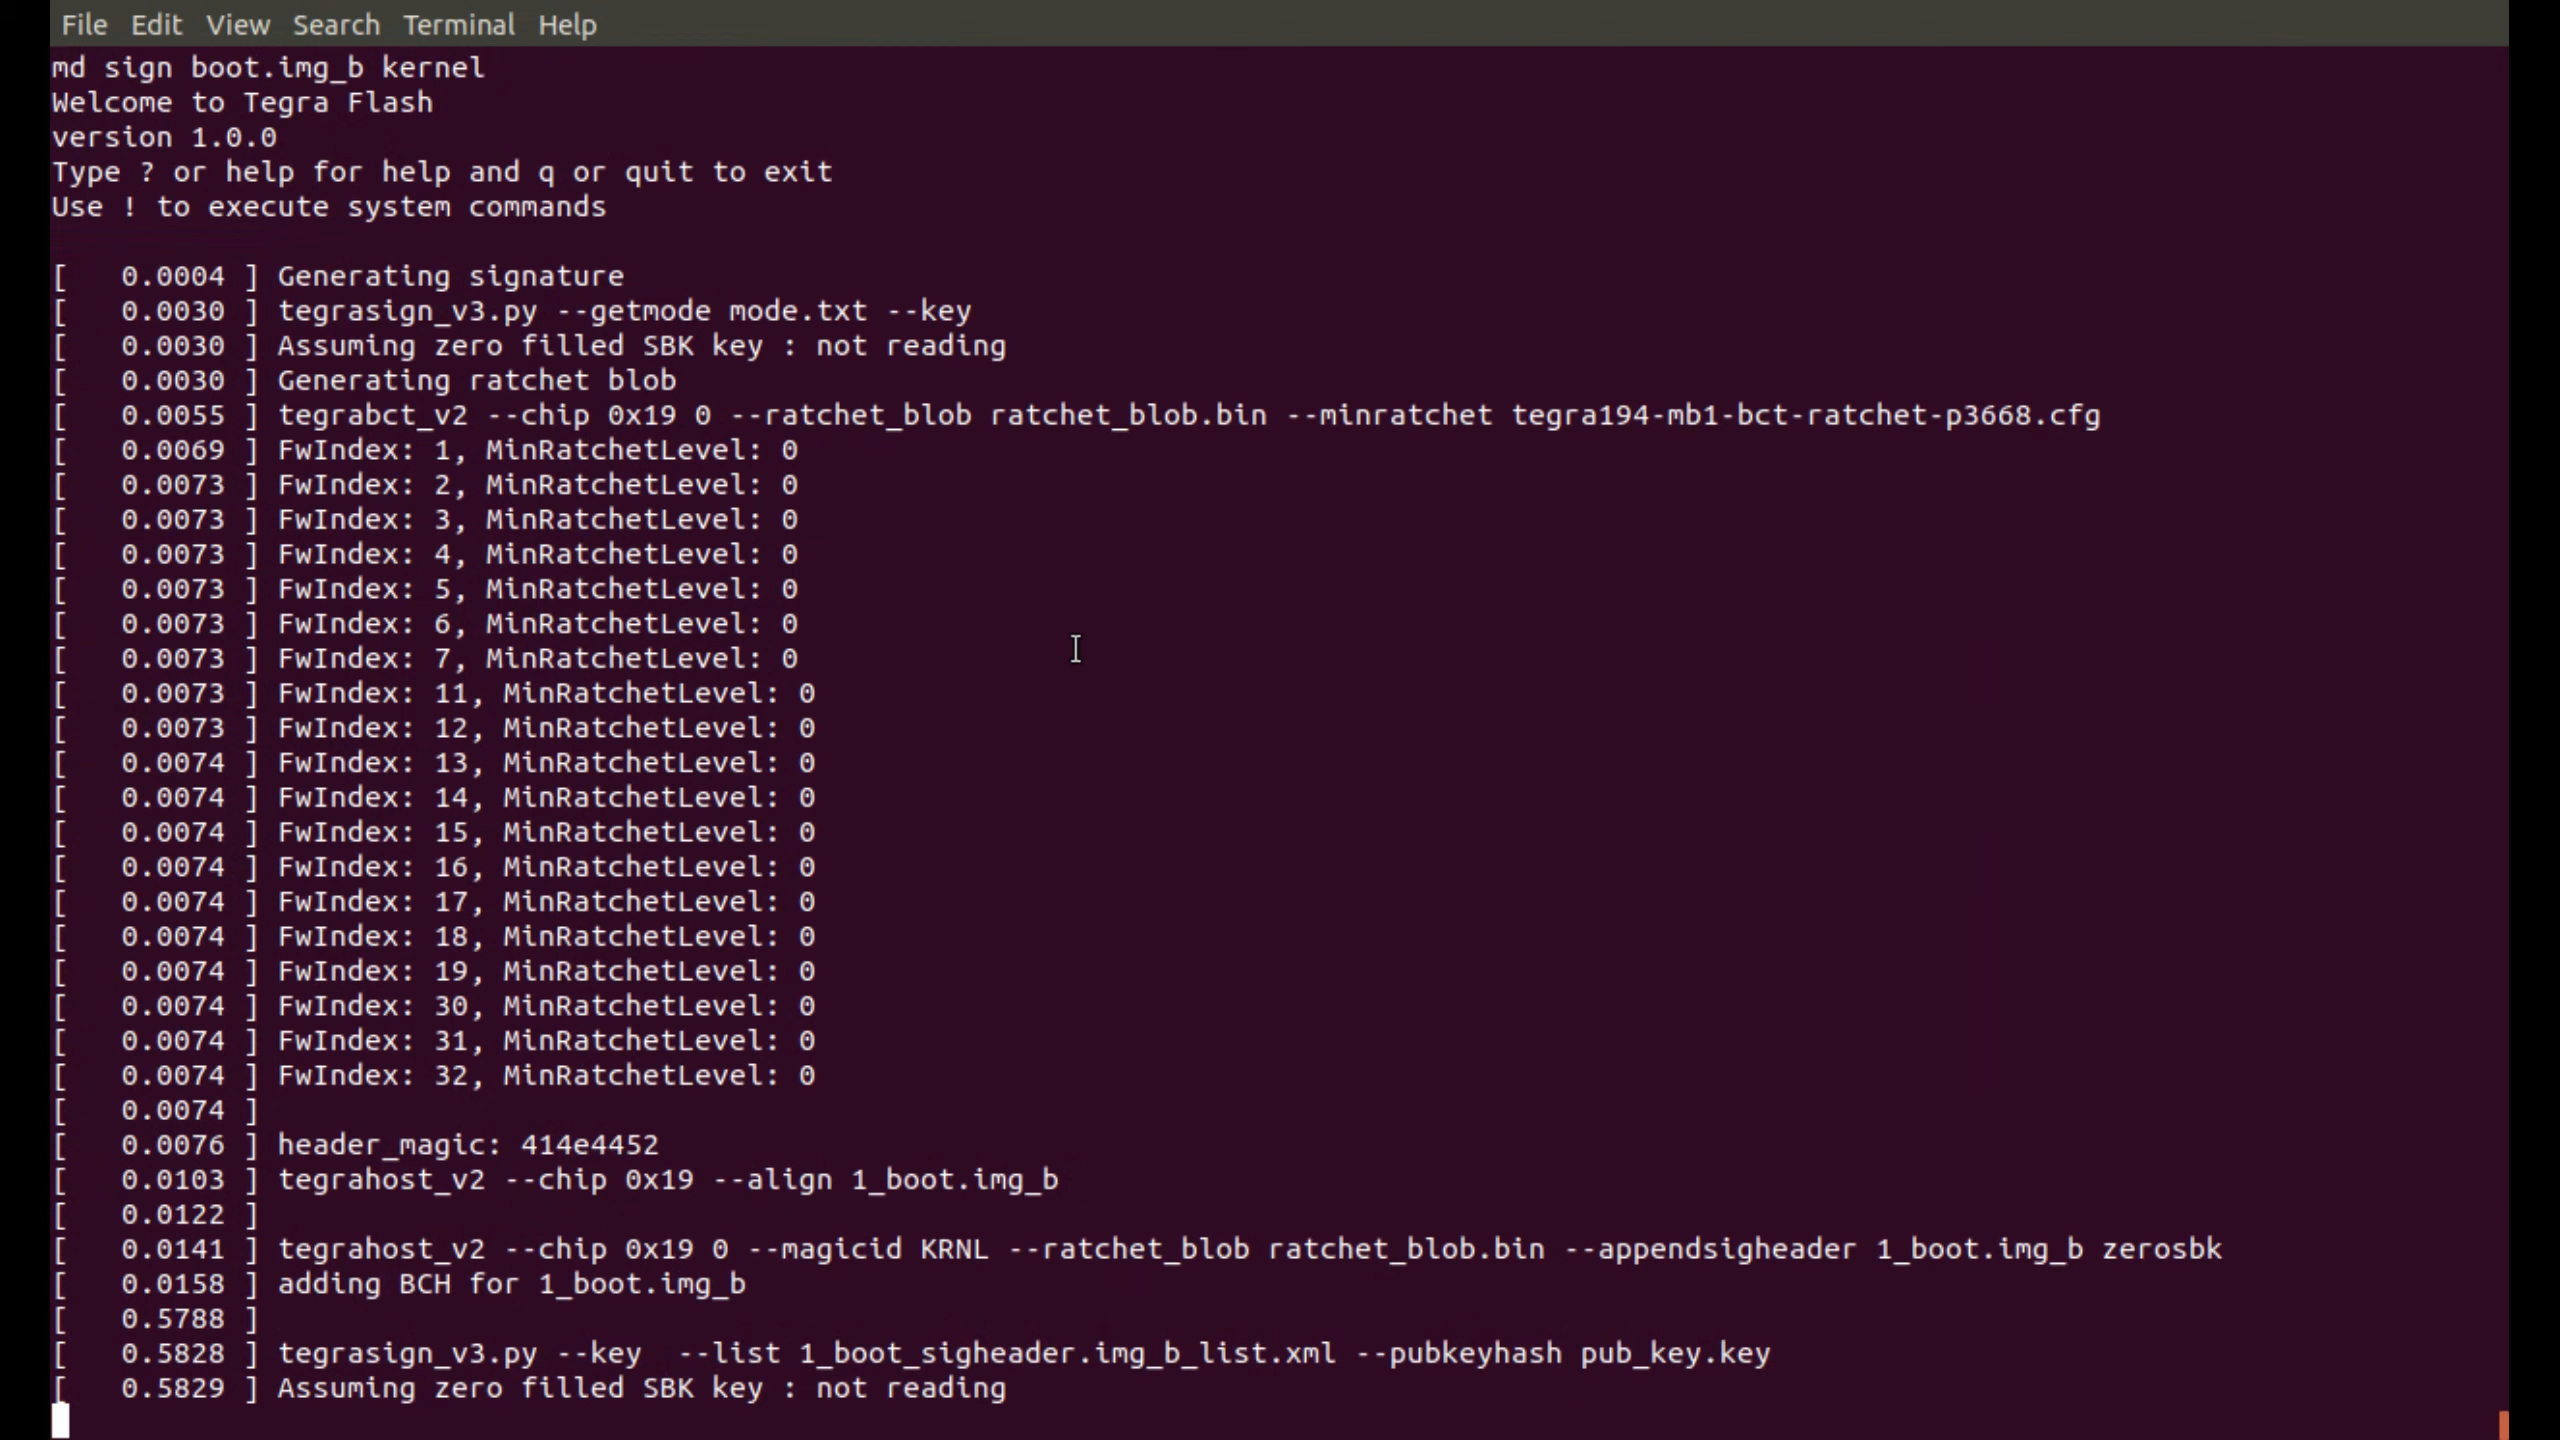 File Edit View Search Terminal Help
md sign boot.img_b kernel
Welcome to Tegra Flash
version 1.0.0
Type ? or help for help and q or quit to exit
Use ! to execute system commands
[   0.0004 ] Generating signature
[   0.0030 ] tegrasign_v3.py --getmode mode.txt --key
[   0.0030 ] Assuming zero filled SBK key : not reading
[   0.0030 ] Generating ratchet blob
[   0.0055 ] tegrabct_v2 --chip 0x19 0 --ratchet_blob ratchet_blob.bin --minratchet tegra194-mb1-bct-ratchet-p3668.cfg
[   0.0069 ] FwIndex: 1, MinRatchetLevel: 0
[   0.0073 ] FwIndex: 2, MinRatchetLevel: 0
[   0.0073 ] FwIndex: 3, MinRatchetLevel: 0
[   0.0073 ] FwIndex: 4, MinRatchetLevel: 0
[   0.0073 ] FwIndex: 5, MinRatchetLevel: 0
[   0.0073 ] FwIndex: 6, MinRatchetLevel: 0
[   0.0073 ] FwIndex: 7, MinRatchetLevel: 0
[   0.0073 ] FwIndex: 11, MinRatchetLevel: 0
[   0.0073 ] FwIndex: 12, MinRatchetLevel: 0
[   0.0074 ] FwIndex: 13, MinRatchetLevel: 0
[   0.0074 ] FwIndex: 14, MinRatchetLevel: 0
[   0.0074 ] FwIndex: 15, MinRatchetLevel: 0
[   0.0074 ] FwIndex: 16, MinRatchetLevel: 0
[   0.0074 ] FwIndex: 17, MinRatchetLevel: 0
[   0.0074 ] FwIndex: 18, MinRatchetLevel: 0
[   0.0074 ] FwIndex: 19, MinRatchetLevel: 0
[   0.0074 ] FwIndex: 30, MinRatchetLevel: 0
[   0.0074 ] FwIndex: 31, MinRatchetLevel: 0
[   0.0074 ] FwIndex: 32, MinRatchetLevel: 0
[   0.0074 ]
[   0.0076 ] header_magic: 414e4452
[   0.0103 ] tegrahost_v2 --chip 0x19 --align 1_boot.img_b
[   0.0122 ]
[   0.0141 ] tegrahost_v2 --chip 0x19 0 --magicid KRNL --ratchet_blob ratchet_blob.bin --appendsigheader 1_boot.img_b zerosbk
[   0.0158 ] adding BCH for 1_boot.img_b
[   0.5788 ]
[   0.5828 ] tegrasign_v3.py --key  --list 1_boot_sigheader.img_b_list.xml --pubkeyhash pub_key.key
[   0.5829 ] Assuming zero filled SBK key : not reading